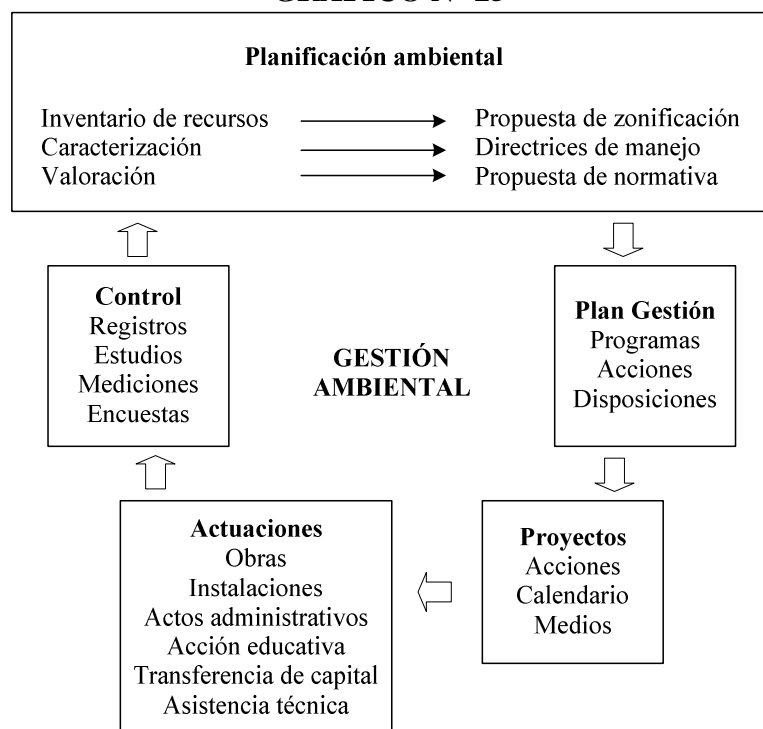 Planificación ambiental
Inventario de recursos Propuesta de zonificación
Caracterización Directrices de manejo
Valoración Propuesta de normativa
Control
Registros
Estudios
Mediciones
Encuestas
GESTIÓN
AMBIENTAL
Plan Gestión
Programas
Acciones
Disposiciones
Actuaciones
Obras
Instalaciones
Actos administrativos
Acción educativa
Transferencia de capital
Asistencia técnica
Proyectos
Acciones
Calendario
Medios